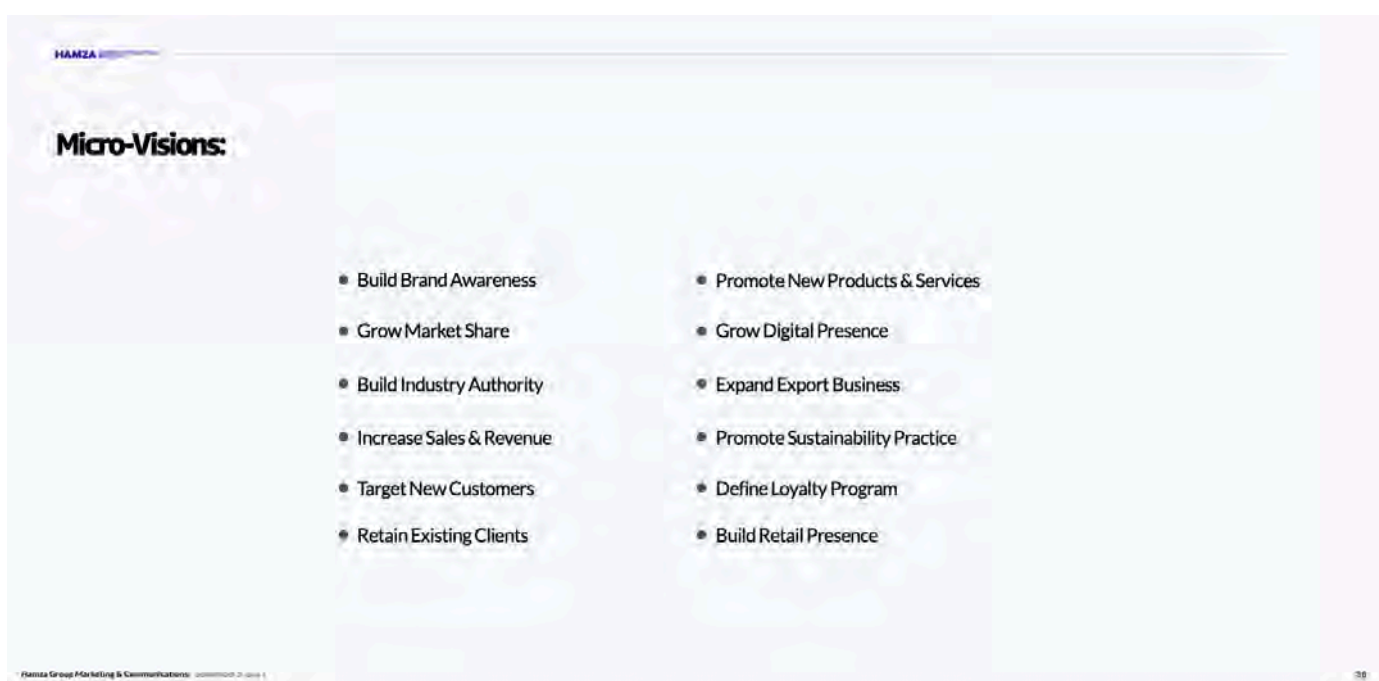 HAMZA
Micro-Visions:
• Build Brand Awareness
• Grow Market Share
• Build Industry Authority
• Increase Sales & Revenue
• Target New Customers
• Retain Existing Clients
• Promote New Products & Services
• Grow Digital Presence
• Expand Export Business
• Promote Sustainability Practice
• Define Loyalty Program
• Build Retail Presence
Hamza Group Marketing & Communications: